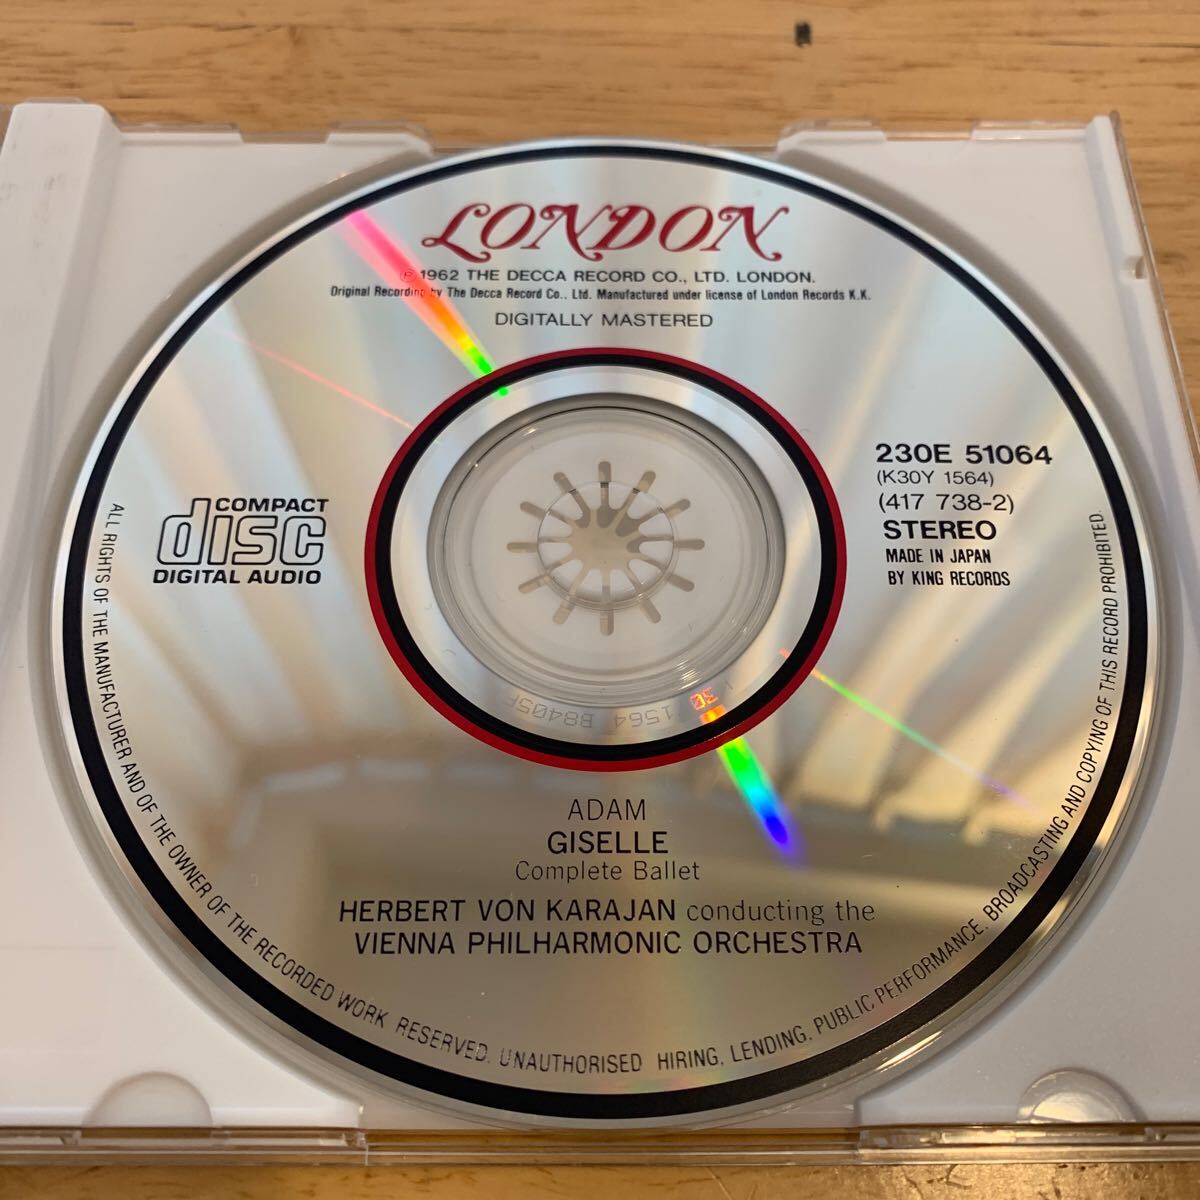 LONDON
℗ 1962 THE DECCA RECORD CO., LTD. LONDON.
Original Recording by The Decca Record Co., Ltd. Manufactured under license of London Records K.K.
DIGITALLY MASTERED
230E 51064
(K30Y 1564)
(417 738-2)
STEREO
MADE IN JAPAN
BY KING RECORDS
COMPACT
disc
DIGITAL AUDIO
K30 1564 B8405F
ADAM
GISELLE
Complete Ballet
HERBERT VON KARAJAN conducting the
VIENNA PHILHARMONIC ORCHESTRA
ALL RIGHTS OF THE MANUFACTURER AND OF THE OWNER OF THE RECORDED WORK RESERVED. UNAUTHORISED HIRING, LENDING, PUBLIC PERFORMANCE, BROADCASTING AND COPYING OF THIS RECORD PROHIBITED.